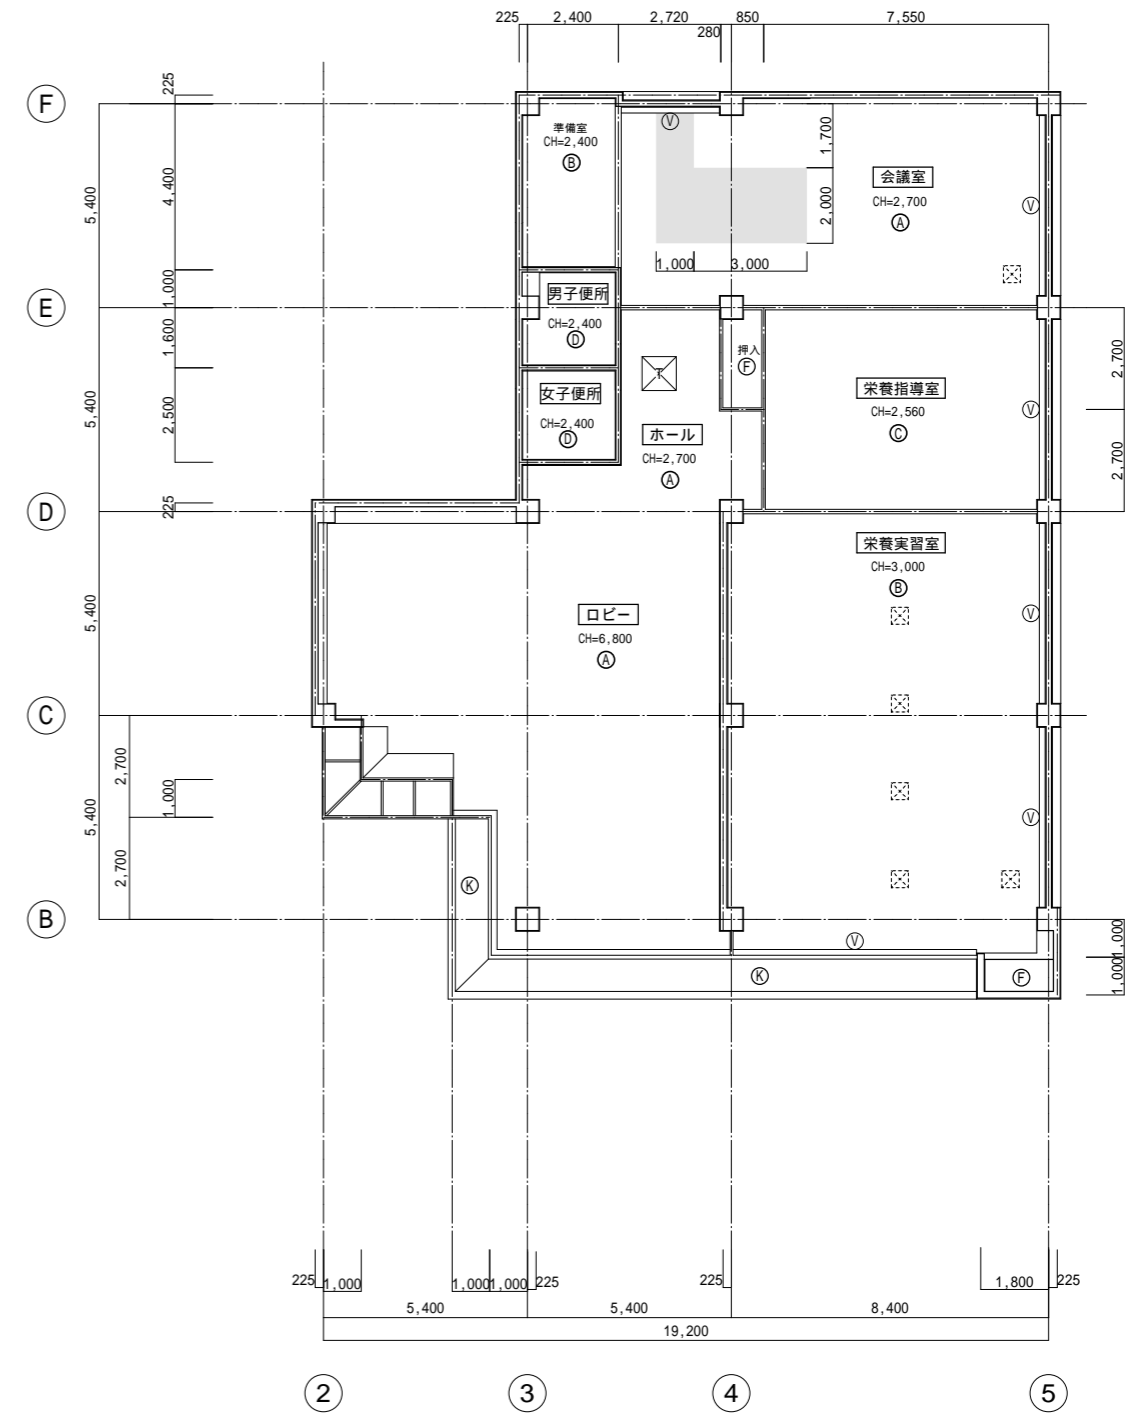 225
2,400
2,720
280
850
7,550
225
F
4,400
5,400
準備室
CH=2,400
B
V
1,700
2,000
会議室
CH=2,700
A
V
1,000
3,000
1,000
E
男子便所
CH=2,400
D
1,600
押入
F
T
2,700
栄養指導室
CH=2,560
C
V
5,400
2,500
女子便所
CH=2,400
D
ホール
CH=2,700
A
2,700
D
225
栄養実習室
CH=3,000
B
ロビー
CH=6,800
A
V
5,400
C
2,700
1,000
5,400
2,700
V
K
B
V
1,000
1,000
K
F
225
1,000
1,000
1,000
225
225
1,800
225
5,400
5,400
8,400
19,200
2
3
4
5